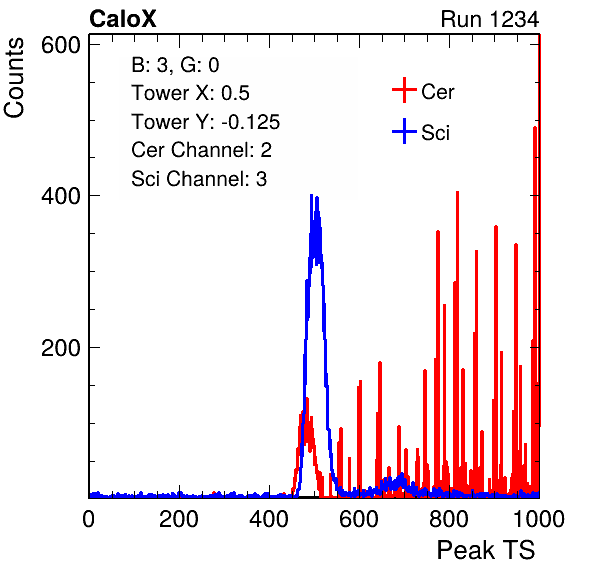 CaloX Run 1234
Counts
600
400
200
B: 3, G: 0
Tower X: 0.5
Tower Y: -0.125
Cer Channel: 2
Sci Channel: 3
Cer
Sci
0 200 400 600 800 1000
Peak TS